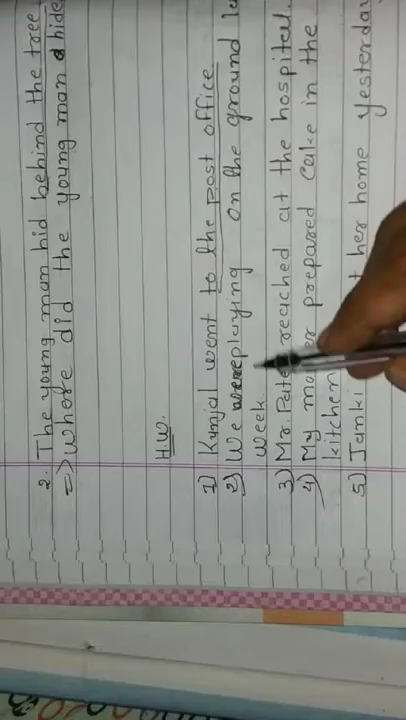 2. The young man hid behind the tree
=> Where did the young man hide
H.W.
1) Kunjal went to the post office
2) We were playing on the ground
week.
3) Mr. Patel reached at the hospital.
4) My prepared cake in the
kitchen
5) Janki her home yesterday